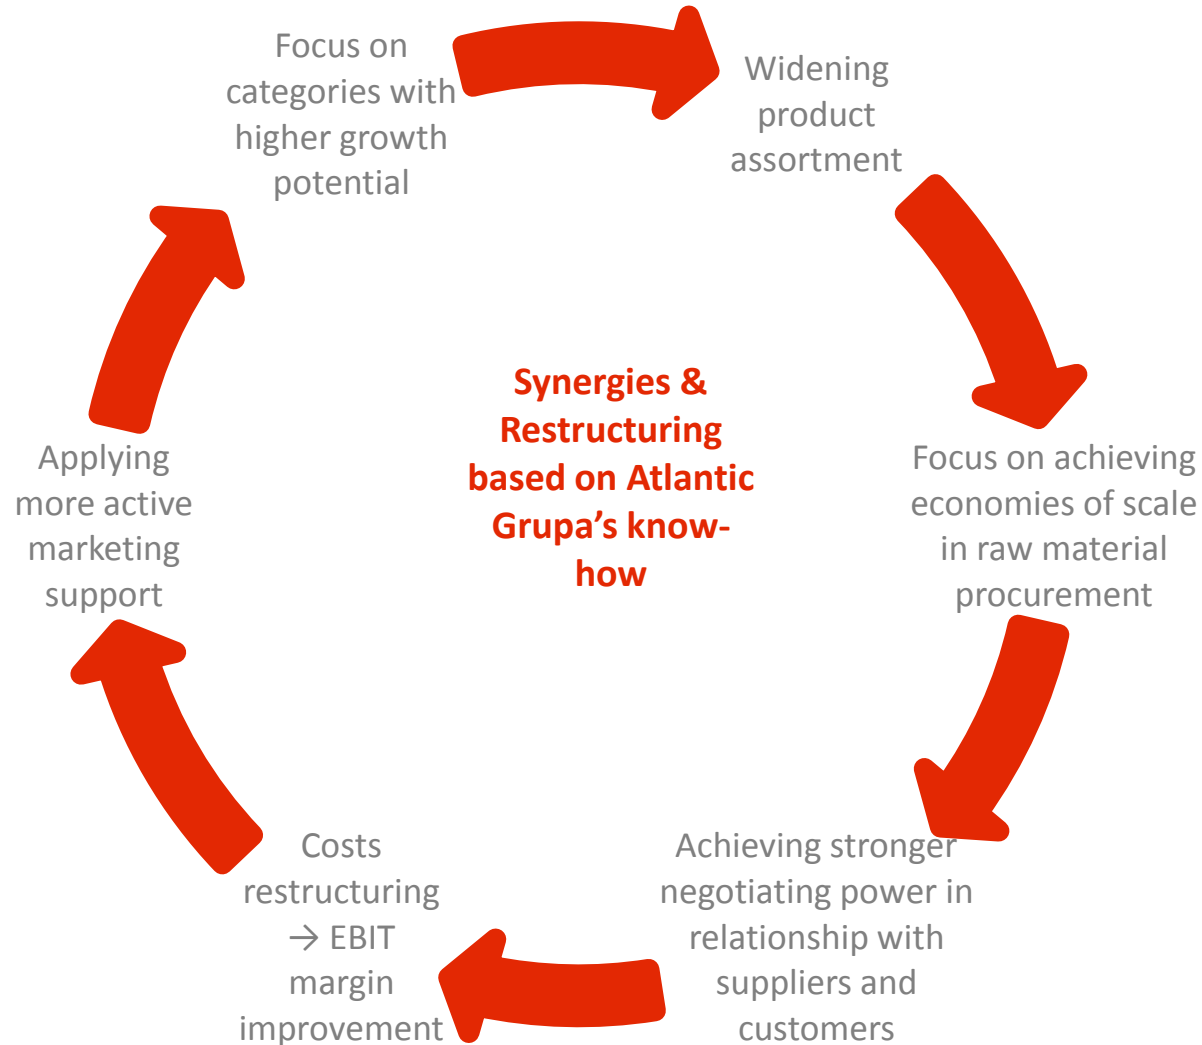 Focus on
categories with
higher growth
potential
Widening
product
assortment
Synergies &
Restructuring
based on Atlantic
Grupa’s know-
how
Focus on achieving
economies of scale
in raw material
procurement
Achieving stronger
negotiating power in
relationship with
suppliers and
customers
Costs
restructuring
→ EBIT
margin
improvement
Applying
more active
marketing
support